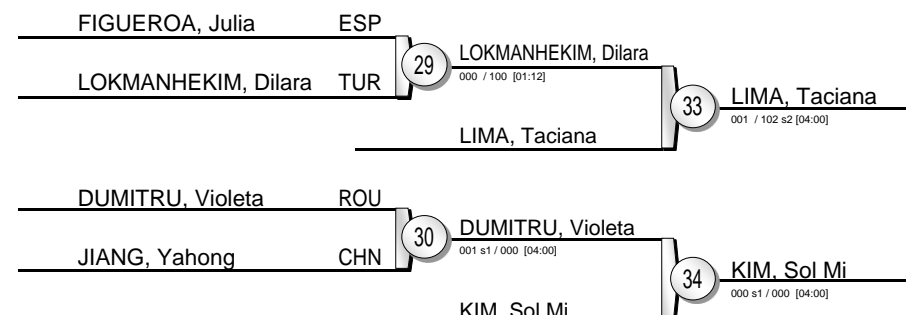 FIGUEROA, Julia ESP
LOKMANHEKIM, Dilara TUR
29
LOKMANHEKIM, Dilara
000 / 100 [01:12]
LIMA, Taciana
33
LIMA, Taciana
001 / 102 s2 [04:00]
DUMITRU, Violeta ROU
JIANG, Yahong CHN
30
DUMITRU, Violeta
001 s1 / 000 [04:00]
KIM, Sol Mi
34
KIM, Sol Mi
000 s1 / 000 [04:00]